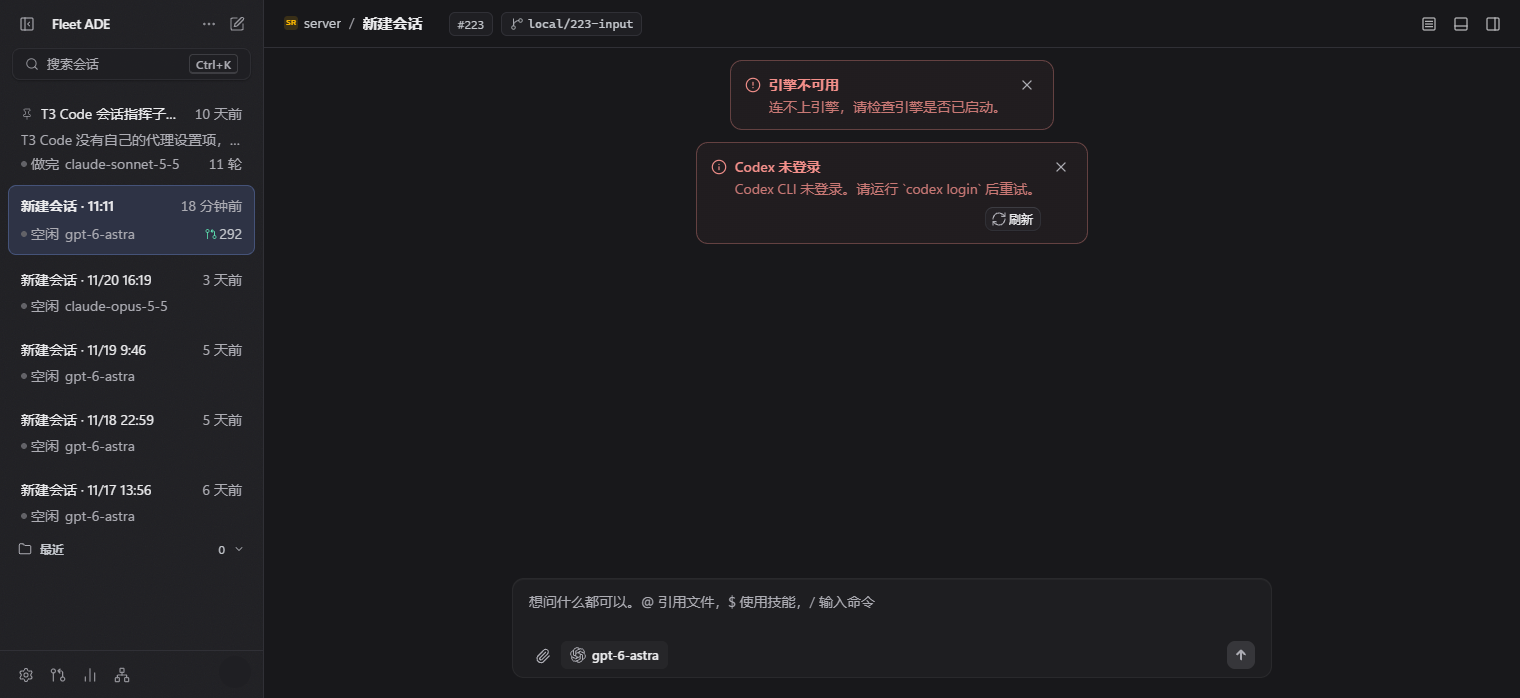 Fleet ADE
搜索会话 Ctrl+K
T3 Code 会话指挥子... 10 天前
T3 Code 没有自己的代理设置项，...
做完 claude-sonnet-5-5 11 轮
新建会话 · 11:11 18 分钟前
空闲 gpt-6-astra 292
新建会话 · 11/20 16:19 3 天前
空闲 claude-opus-5-5
新建会话 · 11/19 9:46 5 天前
空闲 gpt-6-astra
新建会话 · 11/18 22:59 5 天前
空闲 gpt-6-astra
新建会话 · 11/17 13:56 6 天前
空闲 gpt-6-astra
最近 0
SR server / 新建会话 #223 local/223-input
引擎不可用
连不上引擎，请检查引擎是否已启动。
Codex 未登录
Codex CLI 未登录。请运行 `codex login` 后重试。
刷新
想问什么都可以。@ 引用文件，$ 使用技能，/ 输入命令
gpt-6-astra